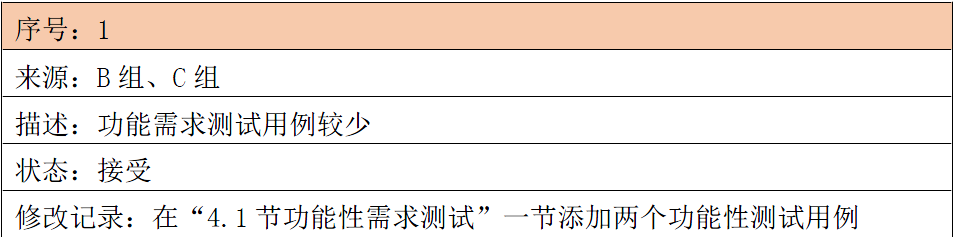 序号：1
来源：B 组、C 组
描述：功能需求测试用例较少
状态：接受
修改记录：在“4.1 节功能性需求测试”一节添加两个功能性测试用例